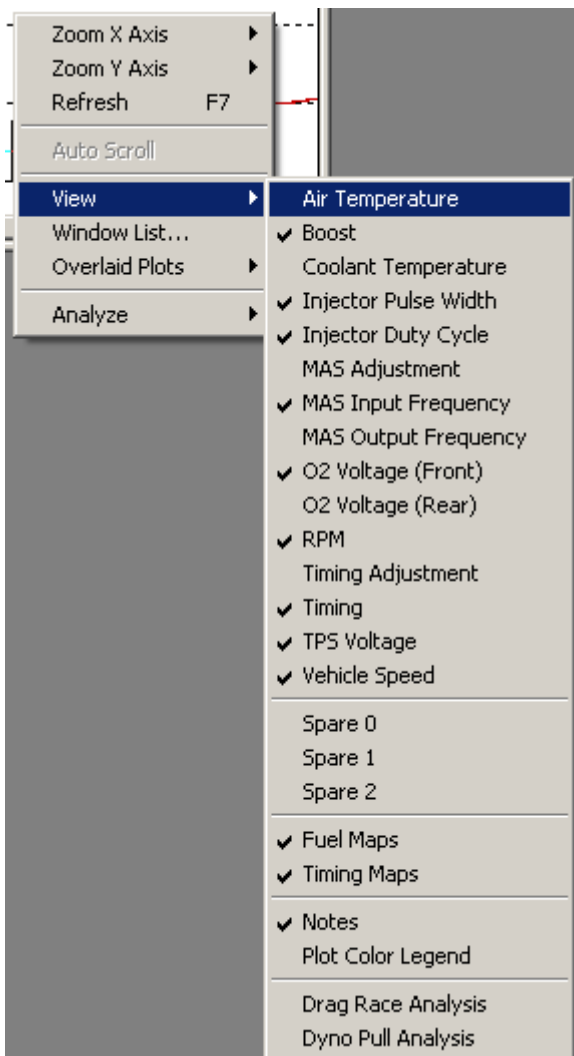 Zoom X Axis
Zoom Y Axis
Refresh F7
Auto Scroll
View
Window List...
Overlaid Plots
Analyze
Air Temperature
Boost
Coolant Temperature
Injector Pulse Width
Injector Duty Cycle
MAS Adjustment
MAS Input Frequency
MAS Output Frequency
O2 Voltage (Front)
O2 Voltage (Rear)
RPM
Timing Adjustment
Timing
TPS Voltage
Vehicle Speed
Spare 0
Spare 1
Spare 2
Fuel Maps
Timing Maps
Notes
Plot Color Legend
Drag Race Analysis
Dyno Pull Analysis